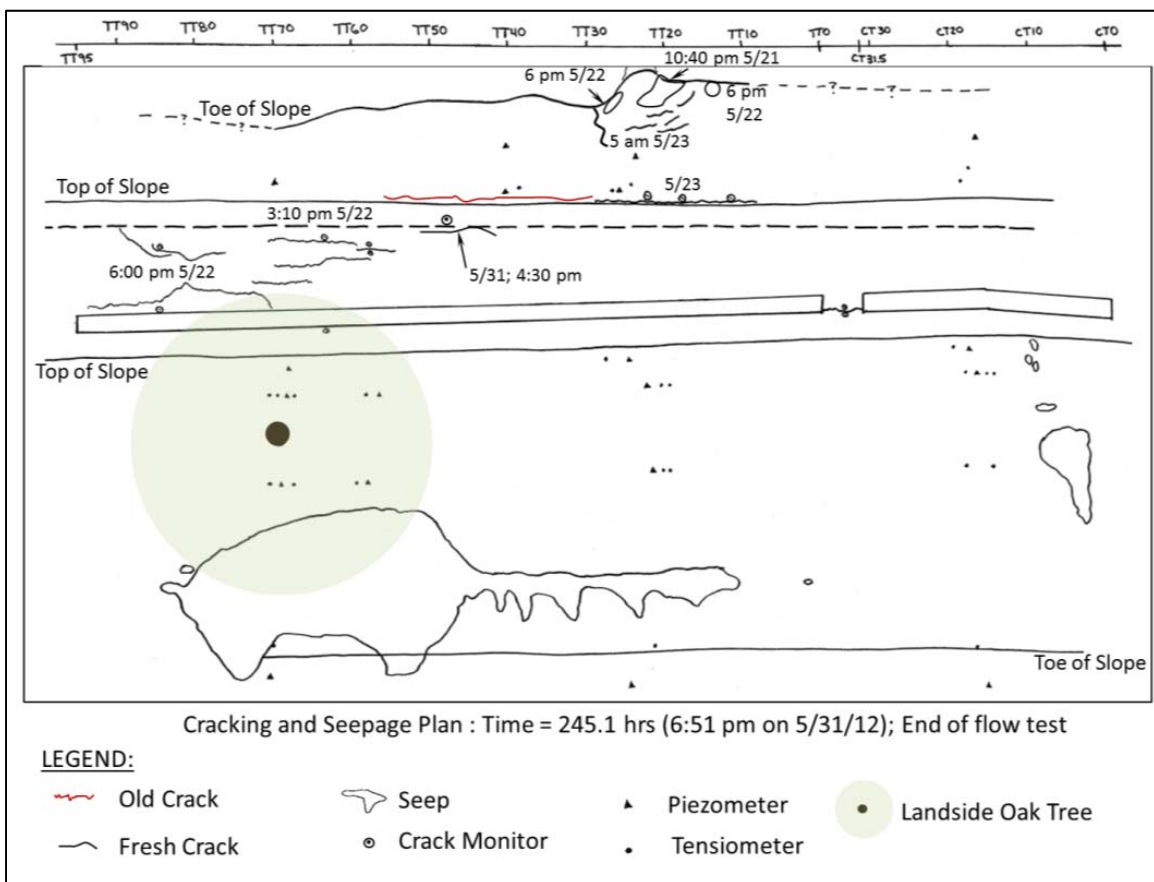 TT90 TT80 TT70 TT60 TT50 TT40 TT30 TT20 TT10 TT0 CT30 CT20 CT10 CT0
TT95 CT31.5
10:40 pm 5/21
6 pm 5/22
6 pm
5/22
Toe of Slope
? ? ? ?
5 am 5/23
Top of Slope
5/23
3:10 pm 5/22
6:00 pm 5/22
5/31; 4:30 pm
Top of Slope
Toe of Slope
Cracking and Seepage Plan : Time = 245.1 hrs (6:51 pm on 5/31/12); End of flow test
LEGEND:
Old Crack
Seep
Piezometer
Landside Oak Tree
Fresh Crack
Crack Monitor
Tensiometer